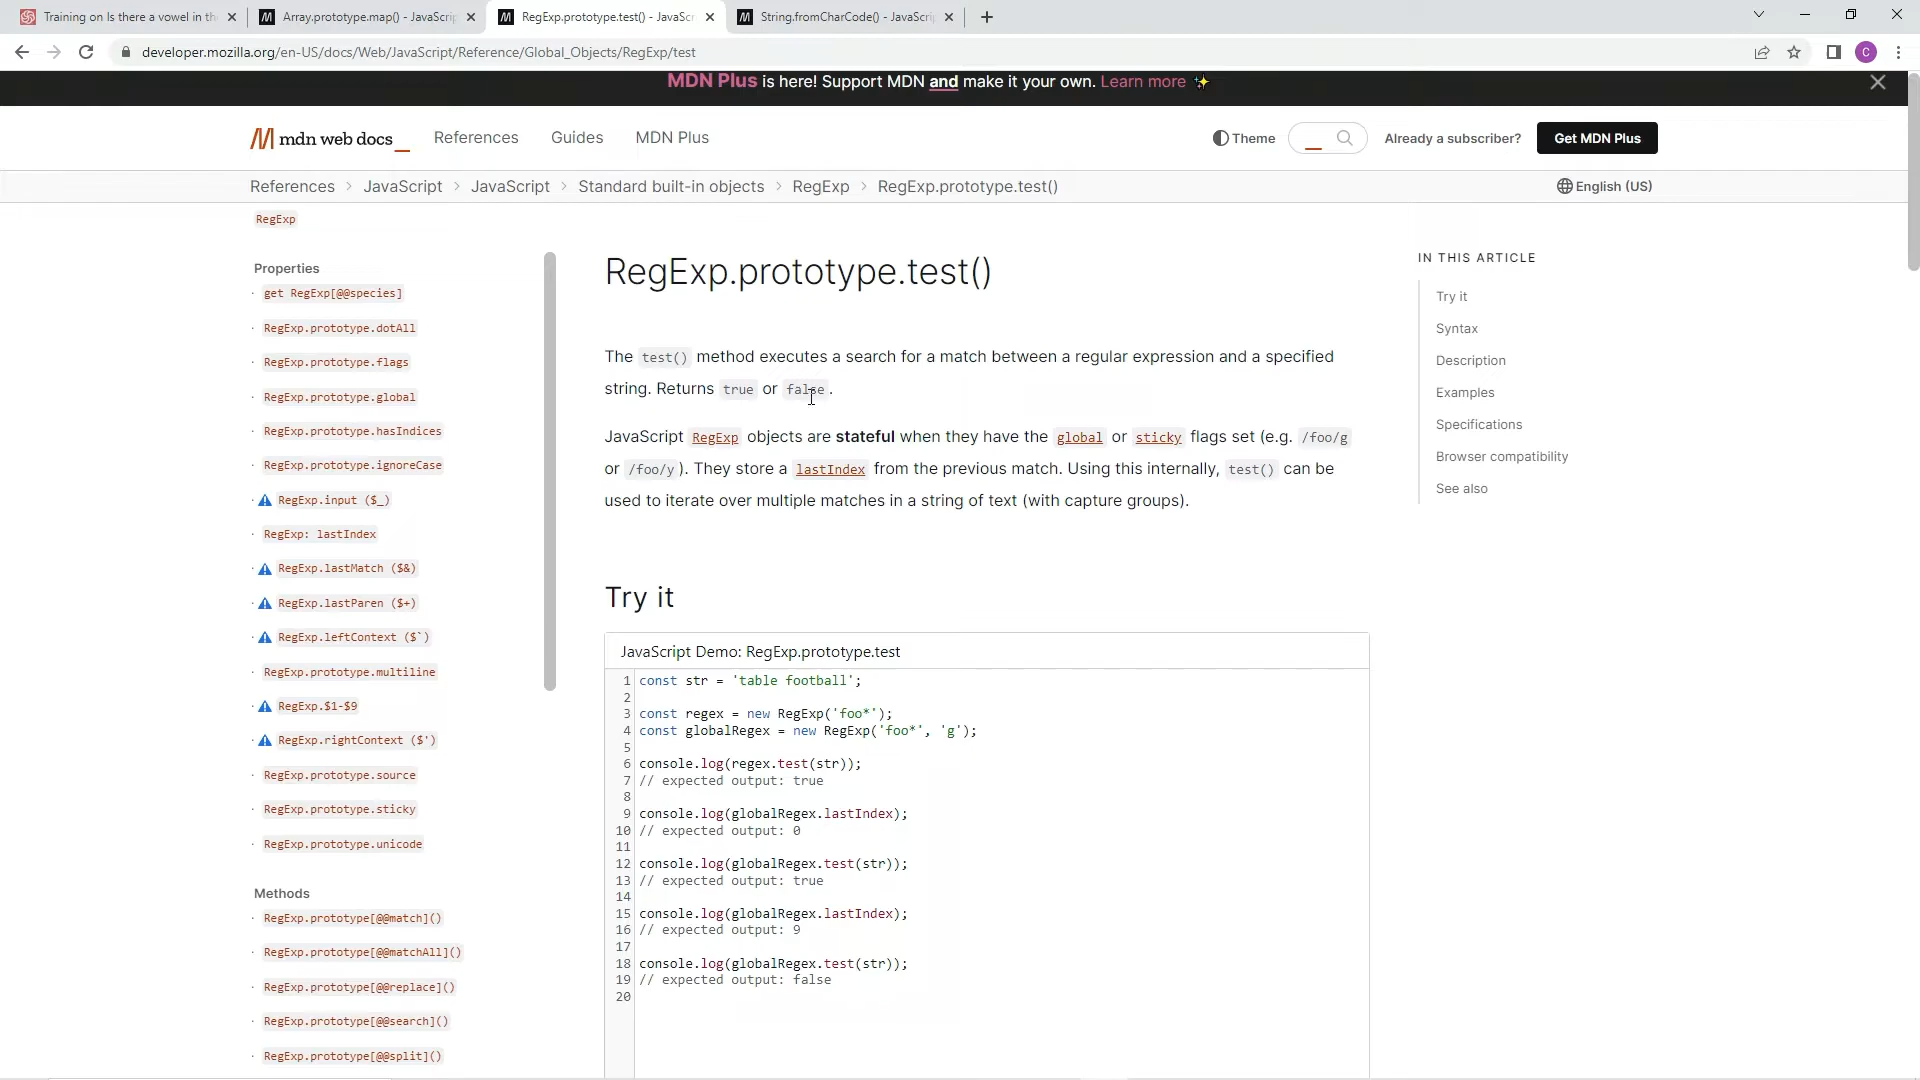 Training on Is there a vowel in th
Array.prototype.map() - JavaScrip
RegExp.prototype.test() - JavaSc
String.fromCharCode() - JavaScri
developer.mozilla.org/en-US/docs/Web/JavaScript/Reference/Global_Objects/RegExp/test
C
MDN Plus is here! Support MDN and make it your own. Learn more ✨
mdn web docs_
References
Guides
MDN Plus
Theme
Already a subscriber?
Get MDN Plus
References > JavaScript > JavaScript > Standard built-in objects > RegExp > RegExp.prototype.test()
English (US)
RegExp
Properties
get RegExp[@@species]
RegExp.prototype.dotAll
RegExp.prototype.flags
RegExp.prototype.global
RegExp.prototype.hasIndices
RegExp.prototype.ignoreCase
RegExp.input ($_)
RegExp: lastIndex
RegExp.lastMatch ($&)
RegExp.lastParen ($+)
RegExp.leftContext ($`)
RegExp.prototype.multiline
RegExp.$1-$9
RegExp.rightContext ($')
RegExp.prototype.source
RegExp.prototype.sticky
RegExp.prototype.unicode
Methods
RegExp.prototype[@@match]()
RegExp.prototype[@@matchAll]()
RegExp.prototype[@@replace]()
RegExp.prototype[@@search]()
RegExp.prototype[@@split]()
RegExp.prototype.test()
The test() method executes a search for a match between a regular expression and a specified
string. Returns true or false.
JavaScript RegExp objects are stateful when they have the global or sticky flags set (e.g. /foo/g
or /foo/y). They store a lastIndex from the previous match. Using this internally, test() can be
used to iterate over multiple matches in a string of text (with capture groups).
Try it
JavaScript Demo: RegExp.prototype.test
1 const str = 'table football';
2
3 const regex = new RegExp('foo*');
4 const globalRegex = new RegExp('foo*', 'g');
5
6 console.log(regex.test(str));
7 // expected output: true
8
9 console.log(globalRegex.lastIndex);
10 // expected output: 0
11
12 console.log(globalRegex.test(str));
13 // expected output: true
14
15 console.log(globalRegex.lastIndex);
16 // expected output: 9
17
18 console.log(globalRegex.test(str));
19 // expected output: false
20
IN THIS ARTICLE
Try it
Syntax
Description
Examples
Specifications
Browser compatibility
See also